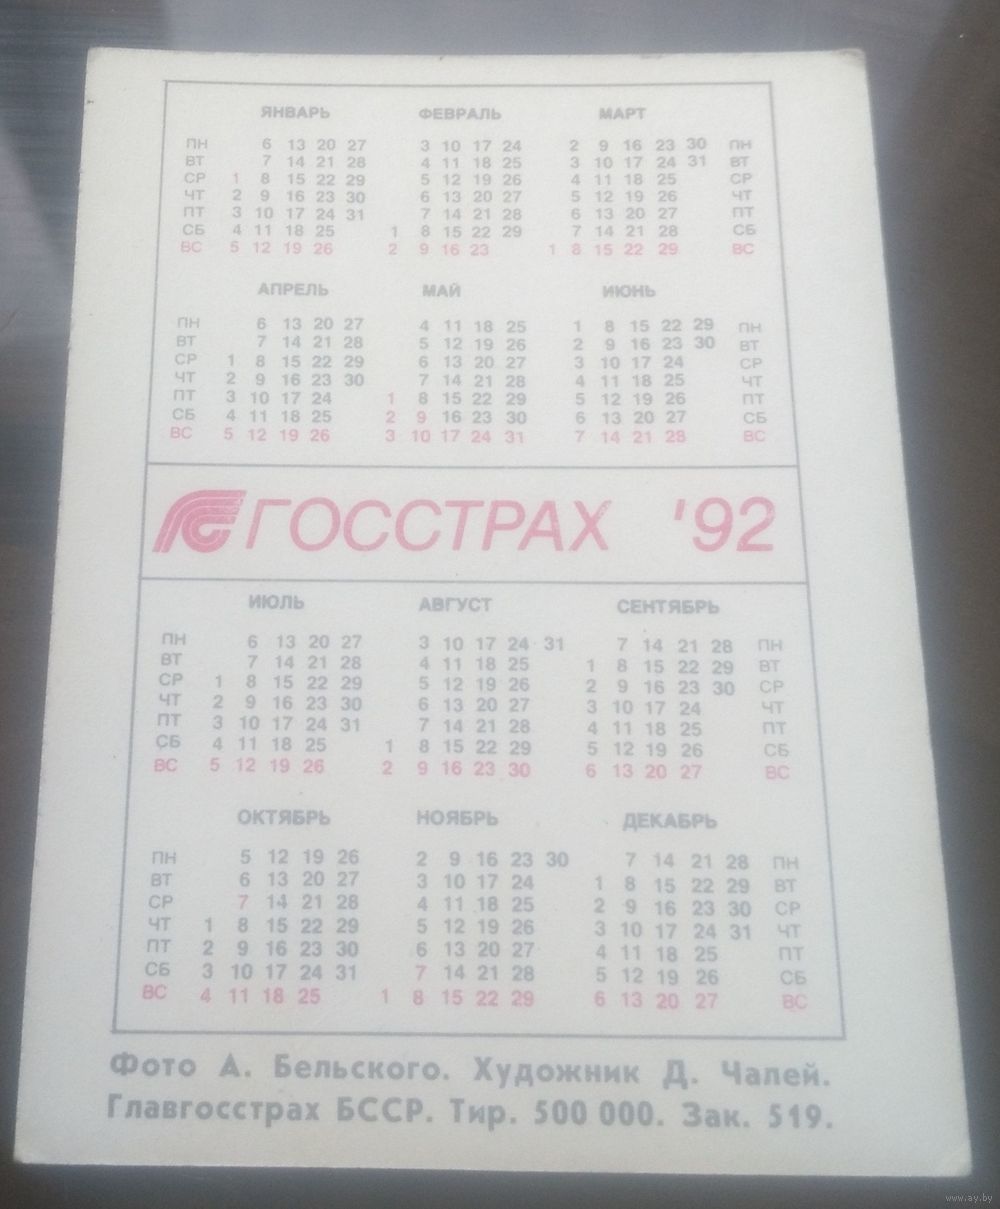 ЯНВАРЬ ФЕВРАЛЬ МАРТ
ПН 6 13 20 27 3 10 17 24 2 9 16 23 30 ПН
ВТ 7 14 21 28 4 11 18 25 3 10 17 24 31 ВТ
СР 1 8 15 22 29 5 12 19 26 4 11 18 25 СР
ЧТ 2 9 16 23 30 6 13 20 27 5 12 19 26 ЧТ
ПТ 3 10 17 24 31 7 14 21 28 6 13 20 27 ПТ
СБ 4 11 18 25 1 8 15 22 29 7 14 21 28 СБ
ВС 5 12 19 26 2 9 16 23 1 8 15 22 29 ВС
АПРЕЛЬ МАЙ ИЮНЬ
ПН 6 13 20 27 4 11 18 25 1 8 15 22 29 ПН
ВТ 7 14 21 28 5 12 19 26 2 9 16 23 30 ВТ
СР 1 8 15 22 29 6 13 20 27 3 10 17 24 СР
ЧТ 2 9 16 23 30 7 14 21 28 4 11 18 25 ЧТ
ПТ 3 10 17 24 1 8 15 22 29 5 12 19 26 ПТ
СБ 4 11 18 25 2 9 16 23 30 6 13 20 27 СБ
ВС 5 12 19 26 3 10 17 24 31 7 14 21 28 ВС
ГОССТРАХ '92
ИЮЛЬ АВГУСТ СЕНТЯБРЬ
ПН 6 13 20 27 3 10 17 24 31 7 14 21 28 ПН
ВТ 7 14 21 28 4 11 18 25 1 8 15 22 29 ВТ
СР 1 8 15 22 29 5 12 19 26 2 9 16 23 30 СР
ЧТ 2 9 16 23 30 6 13 20 27 3 10 17 24 ЧТ
ПТ 3 10 17 24 31 7 14 21 28 4 11 18 25 ПТ
СБ 4 11 18 25 1 8 15 22 29 5 12 19 26 СБ
ВС 5 12 19 26 2 9 16 23 30 6 13 20 27 ВС
ОКТЯБРЬ НОЯБРЬ ДЕКАБРЬ
ПН 5 12 19 26 2 9 16 23 30 7 14 21 28 ПН
ВТ 6 13 20 27 3 10 17 24 1 8 15 22 29 ВТ
СР 7 14 21 28 4 11 18 25 2 9 16 23 30 СР
ЧТ 1 8 15 22 29 5 12 19 26 3 10 17 24 31 ЧТ
ПТ 2 9 16 23 30 6 13 20 27 4 11 18 25 ПТ
СБ 3 10 17 24 31 7 14 21 28 5 12 19 26 СБ
ВС 4 11 18 25 1 8 15 22 29 6 13 20 27 ВС
Фото А. Бельского. Художник Д. Чапей.
Главгосстрах БССР. Тир. 500 000. Зак. 519.
www.ay.by